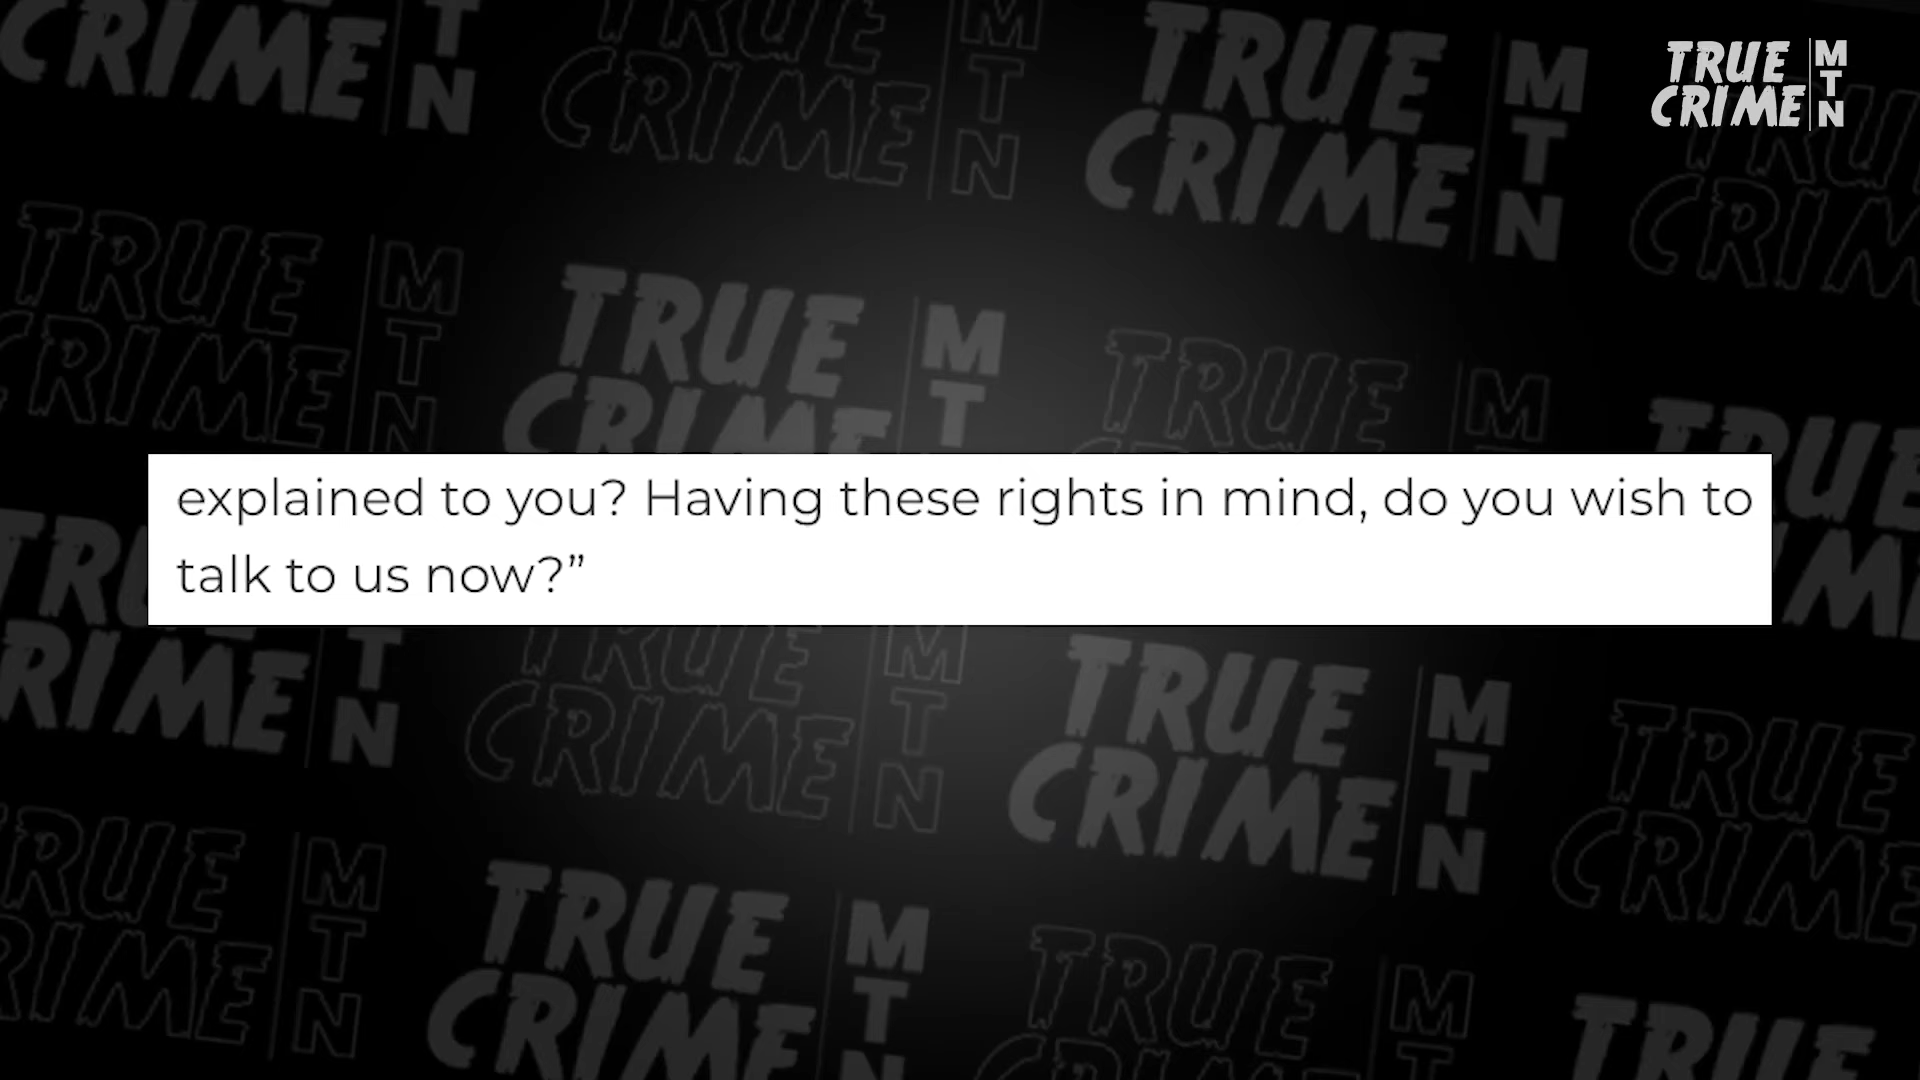 TRUE
CRIME
MTN
explained to you? Having these rights in mind, do you wish to
talk to us now?”